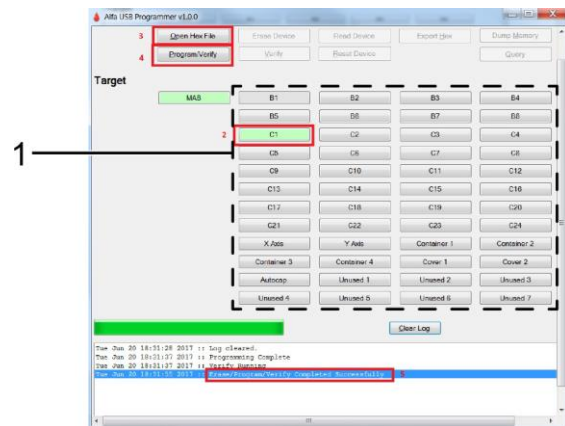 Alfa USB Programmer v1.0.0
3 Open Hex File Erase Device Read Device Export Hex Dump Memory
4 Program/Verify Verify Reset Device Query
Target
MAB B1 B2 B3 B4
B5 B6 B7 B8
2 C1 C2 C3 C4
1
C5 C6 C7 C8
C9 C10 C11 C12
C13 C14 C15 C16
C17 C18 C19 C20
C21 C22 C23 C24
X Axis Y Axis Container 1 Container 2
Container 3 Container 4 Cover 1 Cover 2
Autocap Unused 1 Unused 2 Unused 3
Unused 4 Unused 5 Unused 6 Unused 7
Clear Log
Tue Jun 20 18:31:28 2017 :: Log cleared.
Tue Jun 20 18:31:37 2017 :: Programming Complete
Tue Jun 20 18:31:37 2017 :: Verify Running
Tue Jun 20 18:31:55 2017 :: Erase/Program/Verify Completed Successfully 5